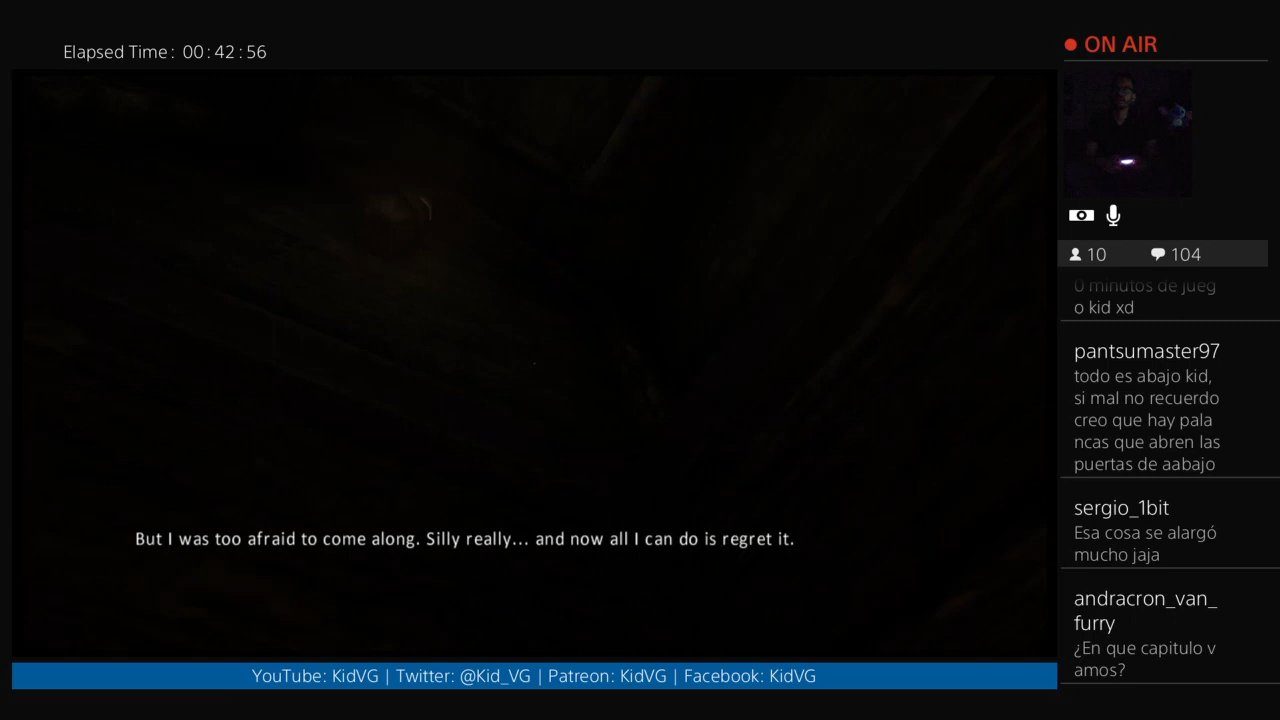 Elapsed Time: 00:42:56
ON AIR
10 104
0 minutos de jueg
o kid xd
pantsumaster97
todo es abajo kid,
si mal no recuerdo
creo que hay pala
ncas que abren las
puertas de aabajo
sergio_1bit
Esa cosa se alargó
mucho jaja
andracron_van_
furry
¿En que capitulo v
amos?
But I was too afraid to come along. Silly really... and now all I can do is regret it.
YouTube: KidVG | Twitter: @Kid_VG | Patreon: KidVG | Facebook: KidVG